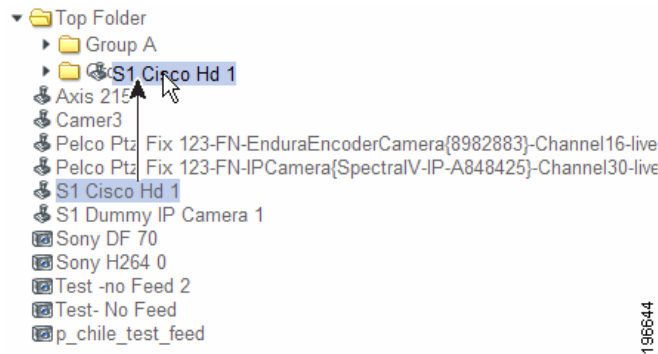 Top Folder
Group A
S1 Cisco Hd 1
Axis 215
Camer3
Pelco Ptz Fix 123-FN-EnduraEncoderCamera{8982883}-Channel16-live
Pelco Ptz Fix 123-FN-IPCamera{SpectralV-IP-A848425}-Channel30-live
S1 Cisco Hd 1
S1 Dummy IP Camera 1
Sony DF 70
Sony H264 0
Test -no Feed 2
Test- No Feed
p_chile_test_feed
196644